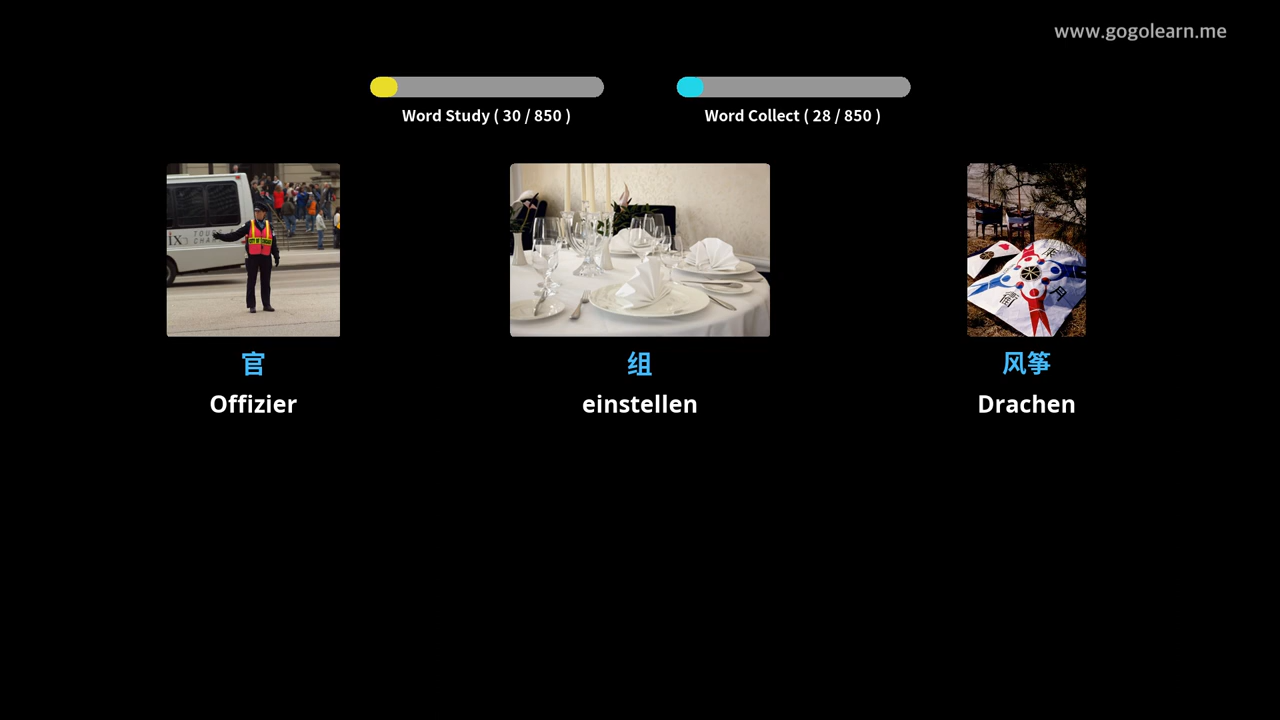 www.gogolearn.me
Word Study ( 30 / 850 )
Word Collect ( 28 / 850 )
官
组
风筝
Offizier
einstellen
Drachen